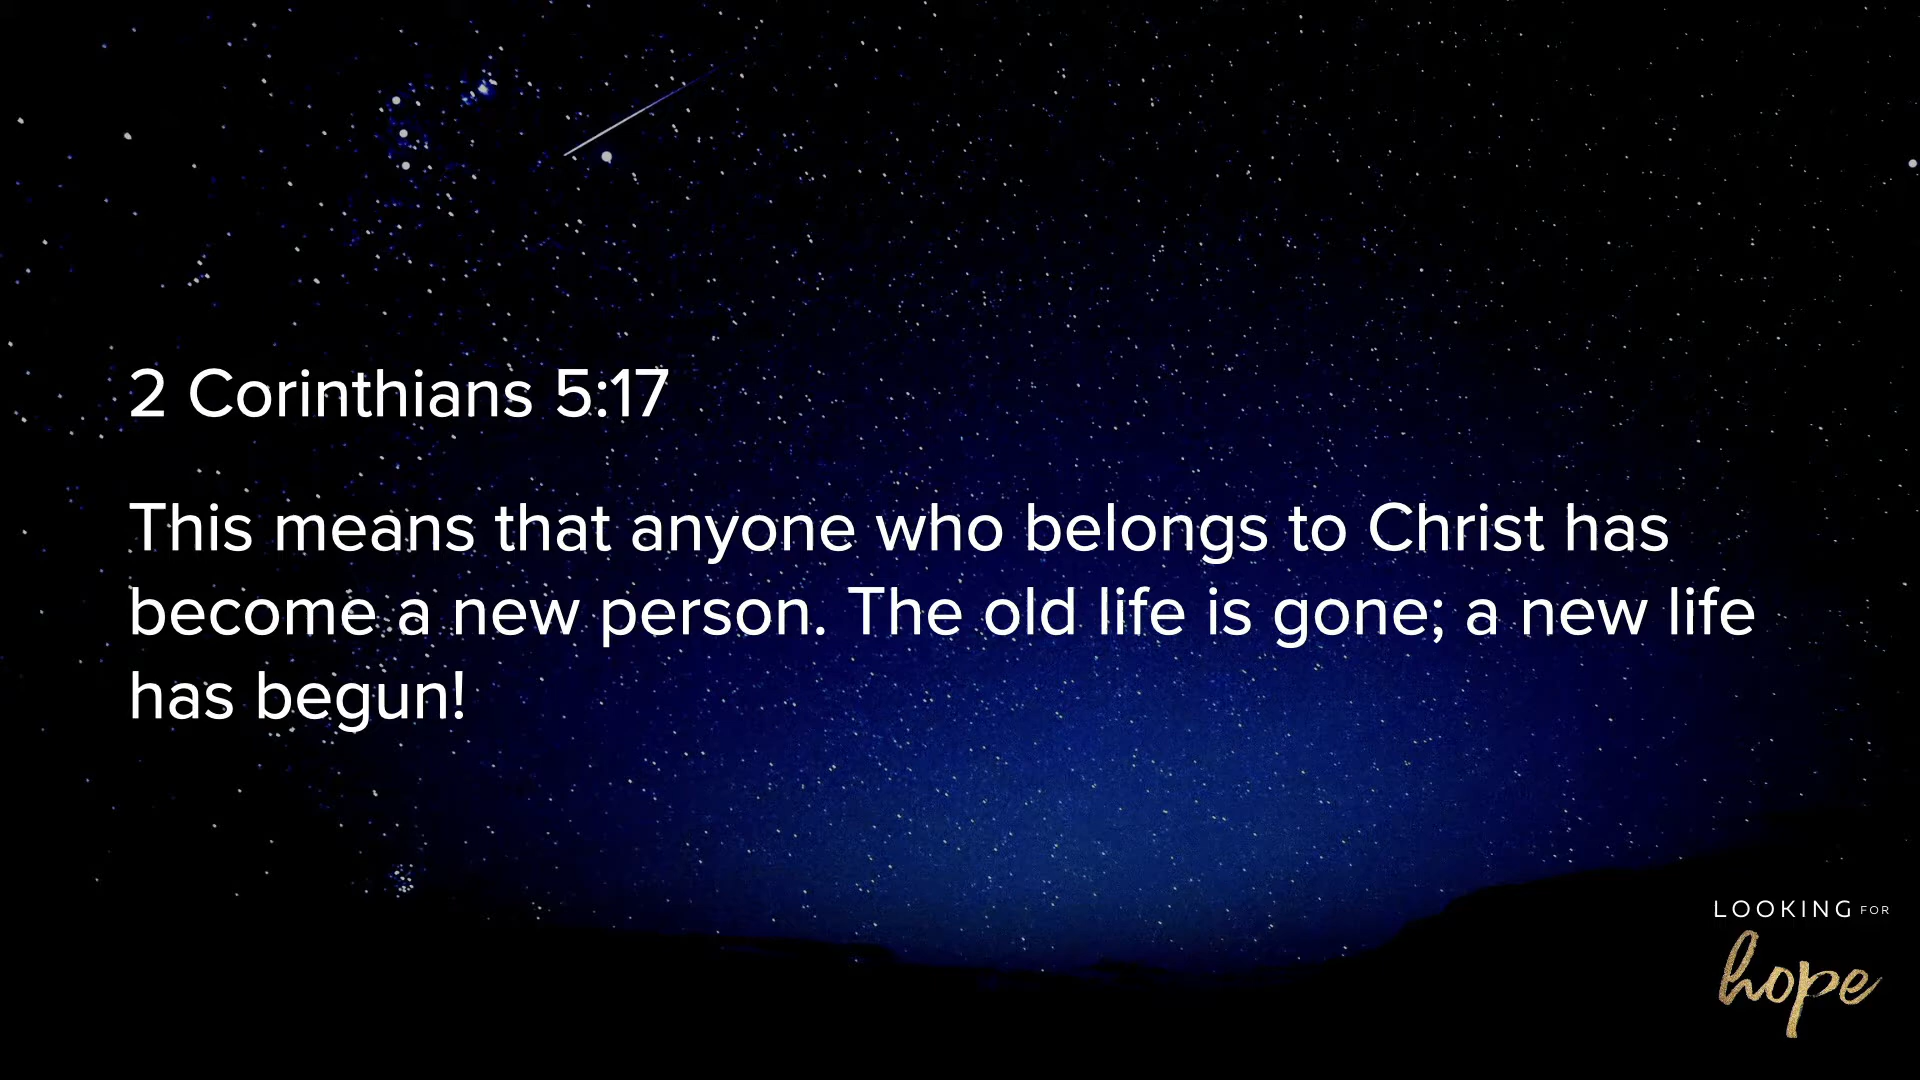 2 Corinthians 5:17
This means that anyone who belongs to Christ has
become a new person. The old life is gone; a new life
has begun!
LOOKING FOR
hope